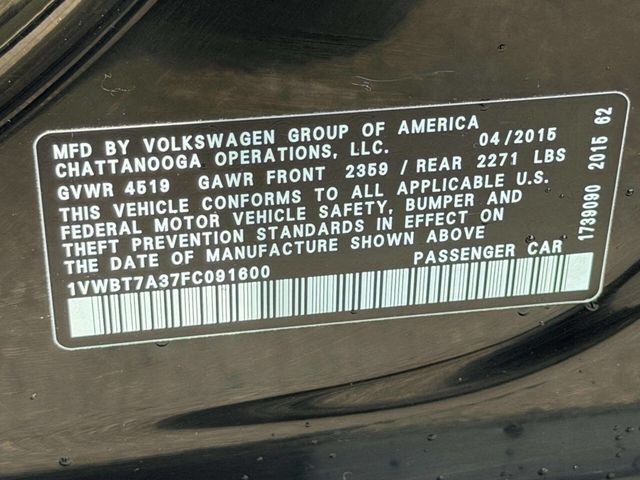 MFD BY VOLKSWAGEN GROUP OF AMERICA
CHATTANOOGA OPERATIONS, LLC. 04/2015
GVWR 4519 GAWR FRONT 2359 / REAR 2271 LBS
THIS VEHICLE CONFORMS TO ALL APPLICABLE U.S.
FEDERAL MOTOR VEHICLE SAFETY, BUMPER AND
THEFT PREVENTION STANDARDS IN EFFECT ON
THE DATE OF MANUFACTURE SHOWN ABOVE
1VWBT7A37FC091600 PASSENGER CAR
1739090 2015 62